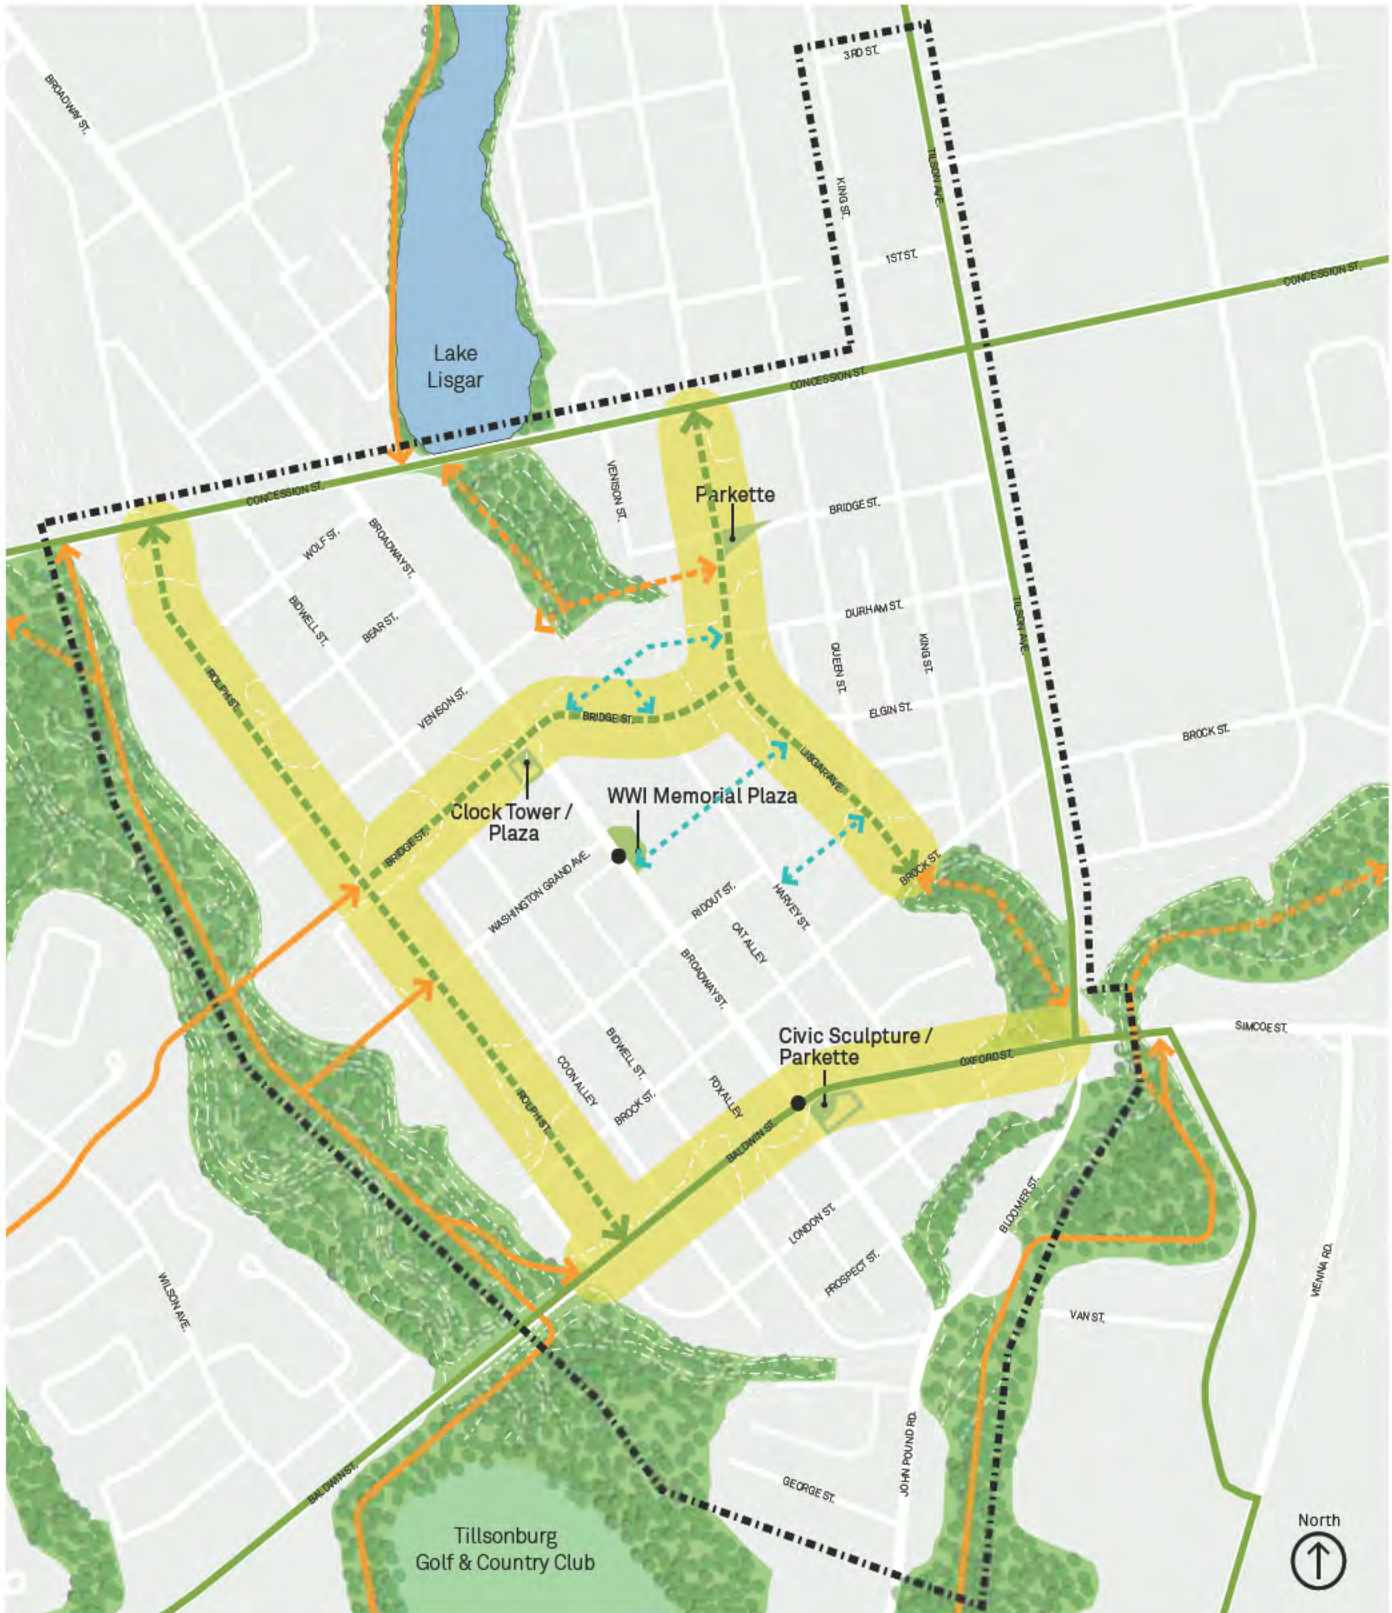 3RD ST.
BROADWAY ST.
TILSON AVE.
KING ST.
1ST ST.
CONCESSION ST.
Lake
Lisgar
CONCESSION ST.
VENISON ST.
Parkette
CONCESSION ST.
BRIDGE ST.
WOLF ST.
BROADWAY ST.
BIDWELL ST.
BEAR ST.
DURHAM ST.
TILSON AVE.
KING ST.
QUEEN ST.
ROLPH ST.
VENISON ST.
BRIDGE ST.
ELGIN ST.
BROCK ST.
LISGAR AVE.
WWI Memorial Plaza
Clock Tower /
Plaza
BRIDGE ST.
WASHINGTON GRAND AVE.
BROCK ST.
RIDOUT ST.
HARVEY ST.
CAT ALLEY
BROADWAY ST.
Civic Sculpture /
Parkette
SIMCOE ST.
OXFORD ST.
BIDWELL ST.
COON ALLEY
FOX ALLEY
BROCK ST.
ROLPH ST.
BALDWIN ST.
BLOOMER ST.
LONDON ST.
PROSPECT ST.
WILSON AVE.
VIENNA RD.
VAN ST.
JOHN POUND RD.
BALDWIN ST.
GEORGE ST.
Tillsonburg
Golf & Country Club
North